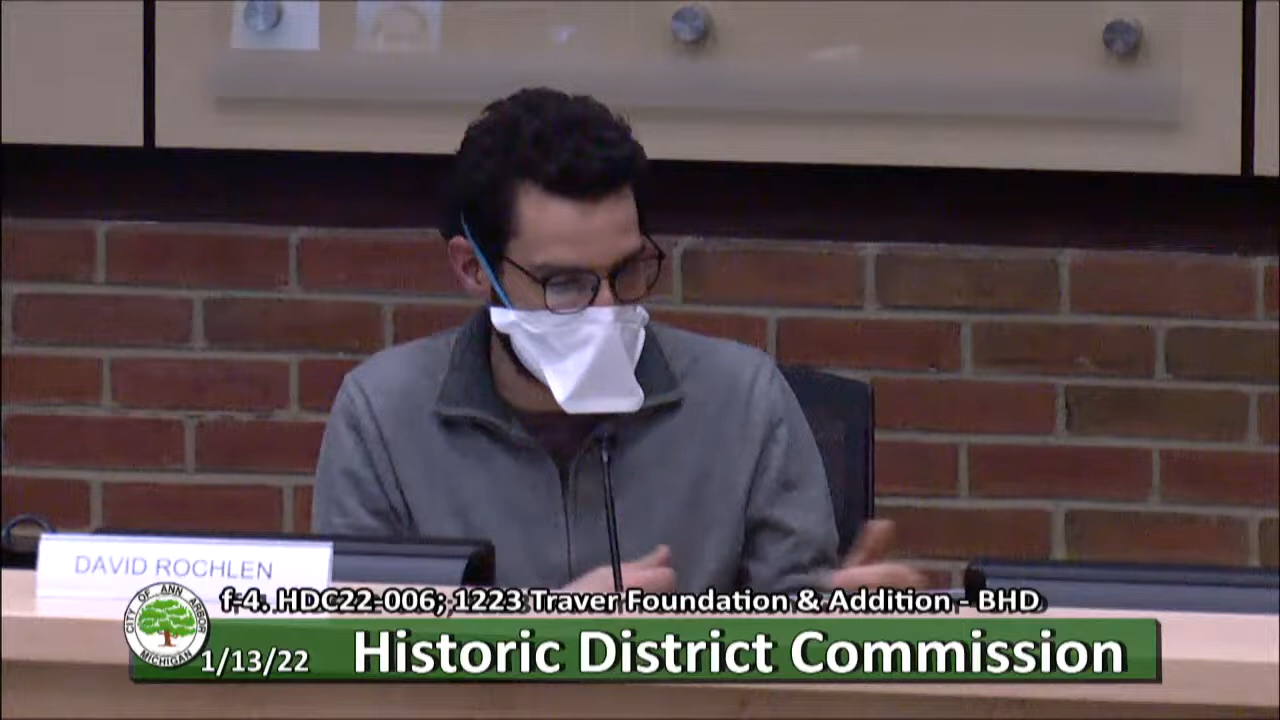 DAVID ROCHLEN
f-4. HDC22-006; 1223 Traver Foundation & Addition - BHD
CITY OF ANN ARBOR
MICHIGAN
1/13/22
Historic District Commission